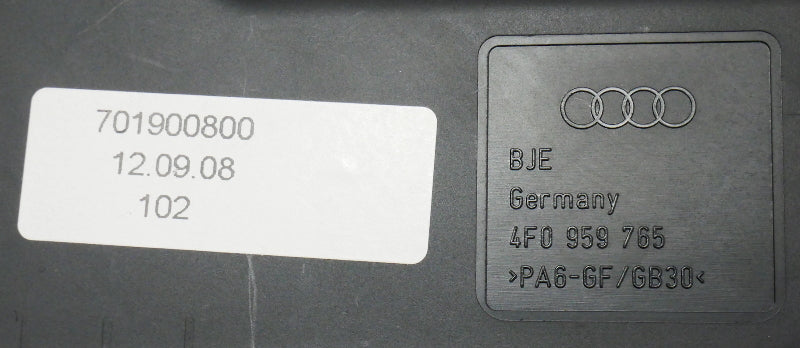 701900800
12.09.08
102
BJE
Germany
4F0 959 765
>PA6-GF/GB30<